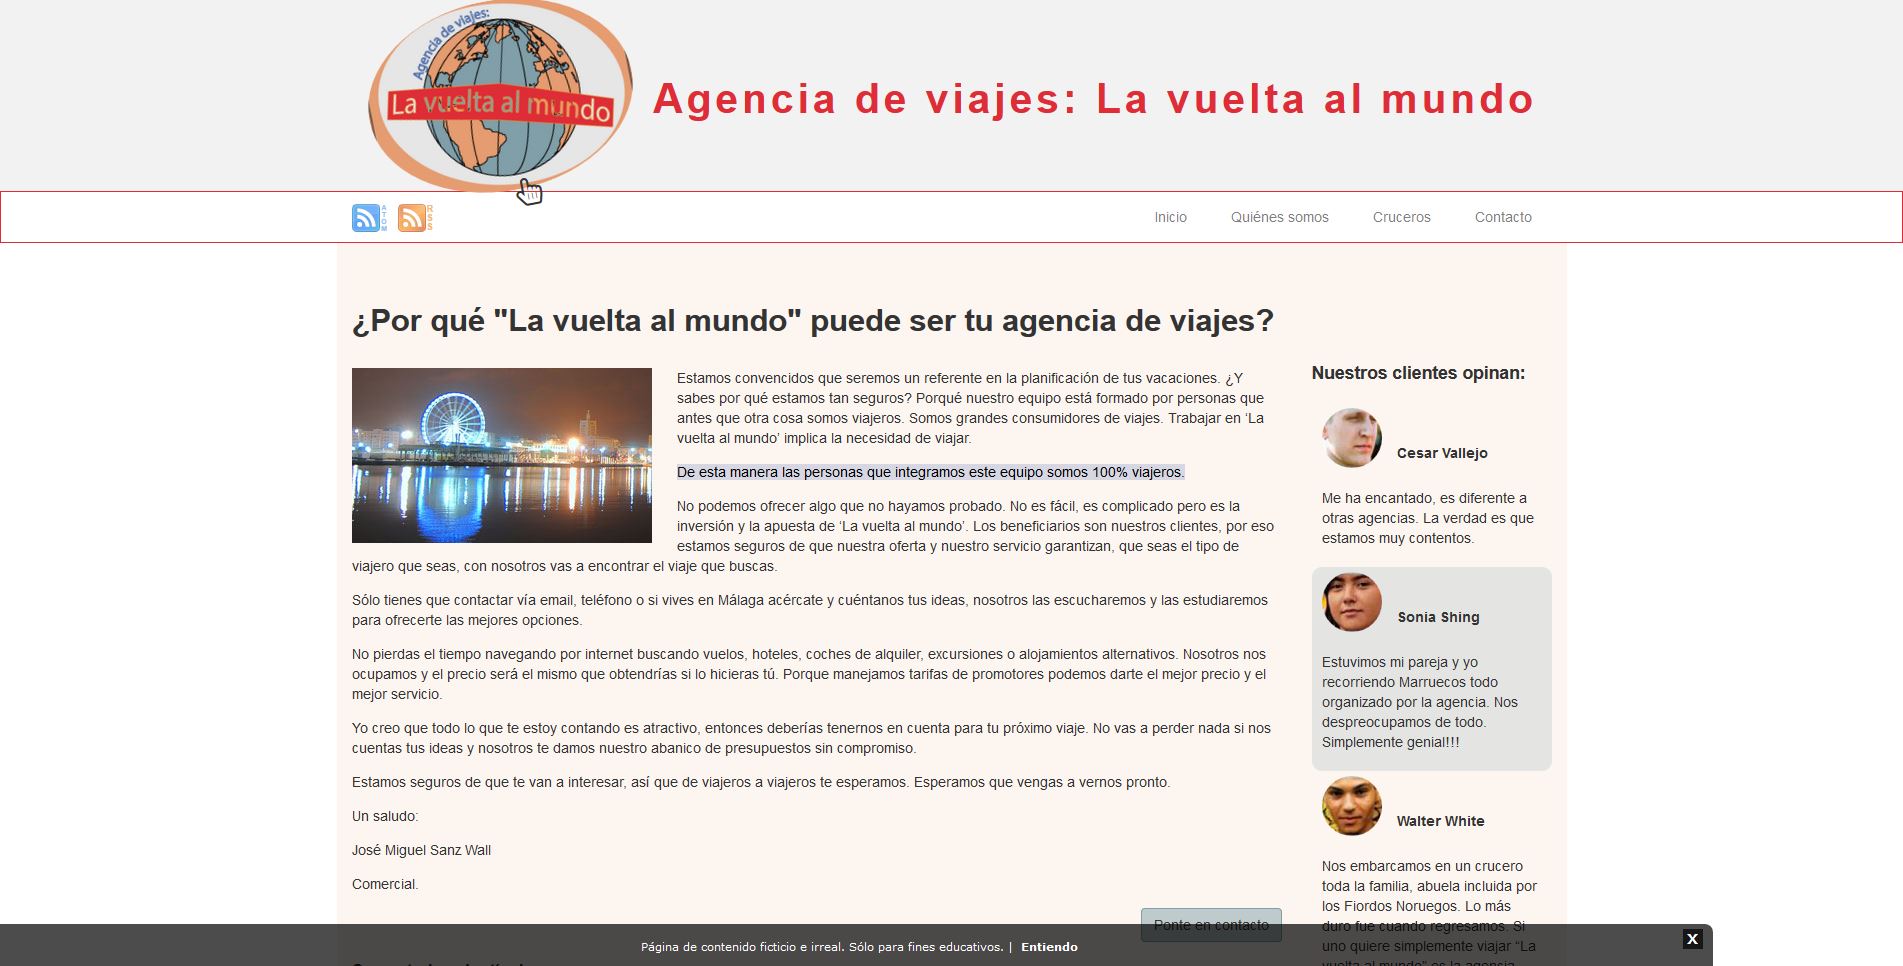 Agencia de viajes:
La vuelta al mundo
Agencia de viajes: La vuelta al mundo
ATOM
RSS
Inicio
Quiénes somos
Cruceros
Contacto
¿Por qué "La vuelta al mundo" puede ser tu agencia de viajes?
Estamos convencidos que seremos un referente en la planificación de tus vacaciones. ¿Y
sabes por qué estamos tan seguros? Porqué nuestro equipo está formado por personas que
antes que otra cosa somos viajeros. Somos grandes consumidores de viajes. Trabajar en ‘La
vuelta al mundo’ implica la necesidad de viajar.
De esta manera las personas que integramos este equipo somos 100% viajeros.
No podemos ofrecer algo que no hayamos probado. No es fácil, es complicado pero es la
inversión y la apuesta de ‘La vuelta al mundo’. Los beneficiarios son nuestros clientes, por eso
estamos seguros de que nuestra oferta y nuestro servicio garantizan, que seas el tipo de
viajero que seas, con nosotros vas a encontrar el viaje que buscas.
Sólo tienes que contactar vía email, teléfono o si vives en Málaga acércate y cuéntanos tus ideas, nosotros las escucharemos y las estudiaremos
para ofrecerte las mejores opciones.
No pierdas el tiempo navegando por internet buscando vuelos, hoteles, coches de alquiler, excursiones o alojamientos alternativos. Nosotros nos
ocupamos y el precio será el mismo que obtendrías si lo hicieras tú. Porque manejamos tarifas de promotores podemos darte el mejor precio y el
mejor servicio.
Yo creo que todo lo que te estoy contando es atractivo, entonces deberías tenernos en cuenta para tu próximo viaje. No vas a perder nada si nos
cuentas tus ideas y nosotros te damos nuestro abanico de presupuestos sin compromiso.
Estamos seguros de que te van a interesar, así que de viajeros a viajeros te esperamos. Esperamos que vengas a vernos pronto.
Un saludo:
José Miguel Sanz Wall
Comercial.
Ponte en contacto
Nuestros clientes opinan:
Cesar Vallejo
Me ha encantado, es diferente a
otras agencias. La verdad es que
estamos muy contentos.
Sonia Shing
Estuvimos mi pareja y yo
recorriendo Marruecos todo
organizado por la agencia. Nos
despreocupamos de todo.
Simplemente genial!!!
Walter White
Nos embarcamos en un crucero
toda la familia, abuela incluida por
los Fiordos Noruegos. Lo más
duro fue cuando regresamos. Si
uno quiere simplemente viajar “La
vuelta al mundo” es la agencia
Página de contenido ficticio e irreal. Sólo para fines educativos. | Entiendo
X